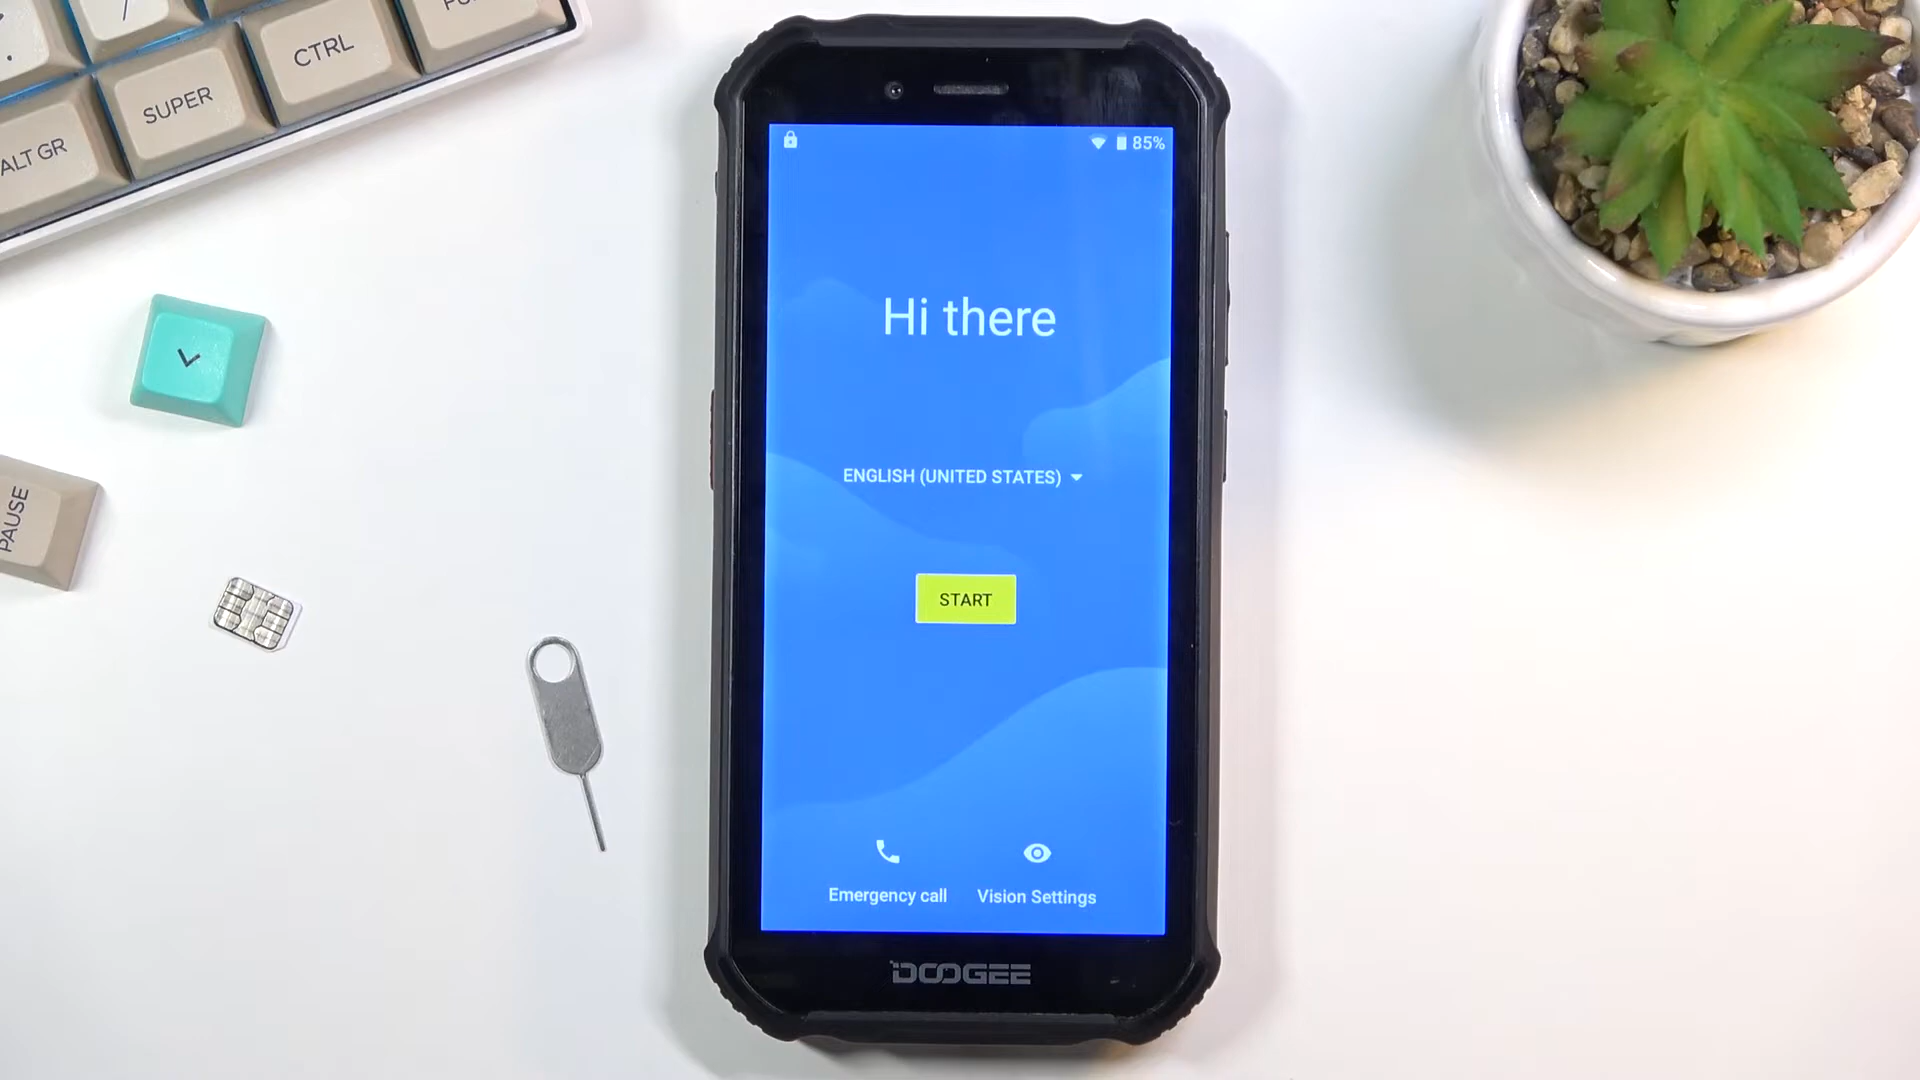 CTRL
SUPER
ALT GR
PAUSE
85%
Hi there
ENGLISH (UNITED STATES)
START
Emergency call
Vision Settings
DOOGEE